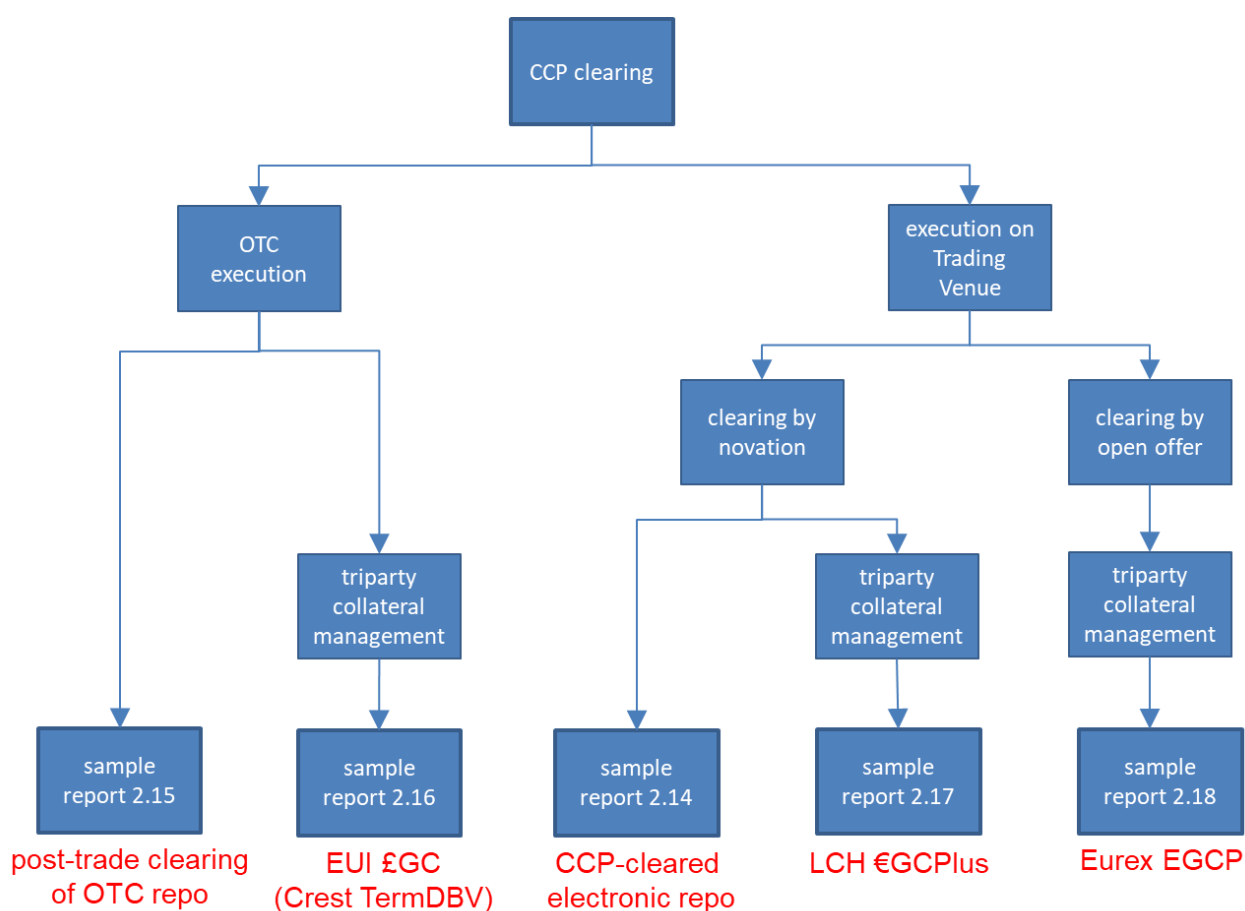 CCP clearing
OTC
execution
execution on
Trading
Venue
clearing by
novation
clearing by
open offer
triparty
collateral
management
triparty
collateral
management
triparty
collateral
management
sample
report 2.15
sample
report 2.16
sample
report 2.14
sample
report 2.17
sample
report 2.18
post-trade clearing
of OTC repo
EUI £GC
(Crest TermDBV)
CCP-cleared
electronic repo
LCH €GCPlus
Eurex EGCP